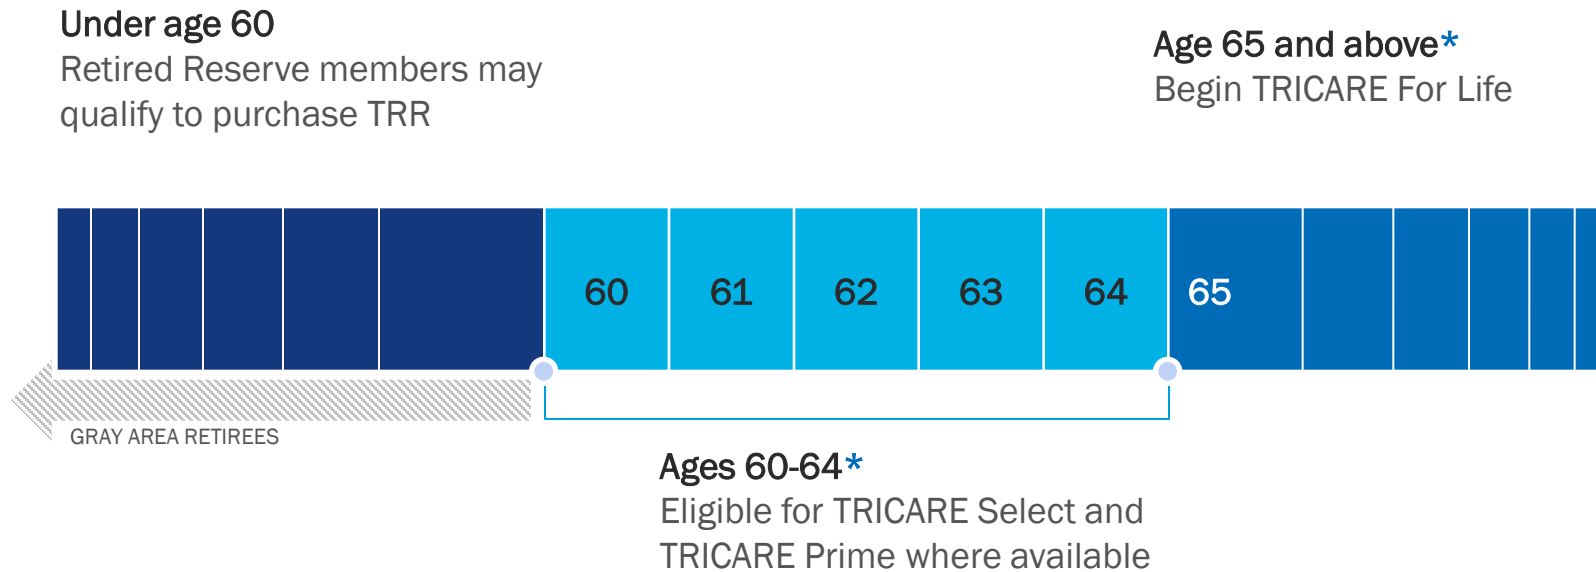 Under age 60
Retired Reserve members may
qualify to purchase TRR
Age 65 and above*
Begin TRICARE For Life
60 61 62 63 64 65
GRAY AREA RETIREES
Ages 60-64*
Eligible for TRICARE Select and
TRICARE Prime where available